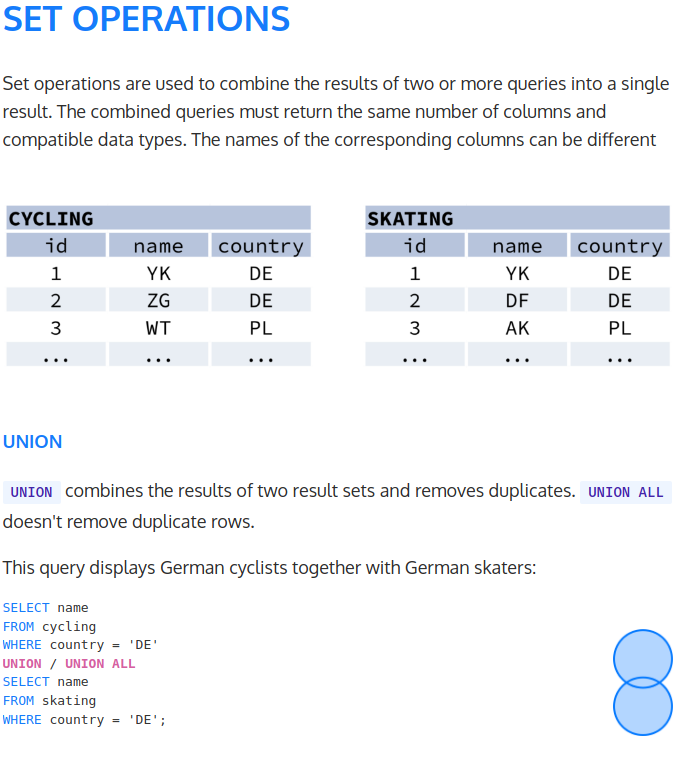 SET OPERATIONS
Set operations are used to combine the results of two or more queries into a single
result. The combined queries must return the same number of columns and
compatible data types. The names of the corresponding columns can be different
CYCLING
id name country
1 YK DE
2 ZG DE
3 WT PL
... ... ...
SKATING
id name country
1 YK DE
2 DF DE
3 AK PL
... ... ...
UNION
UNION combines the results of two result sets and removes duplicates. UNION ALL
doesn't remove duplicate rows.
This query displays German cyclists together with German skaters:
SELECT name
FROM cycling
WHERE country = 'DE'
UNION / UNION ALL
SELECT name
FROM skating
WHERE country = 'DE';